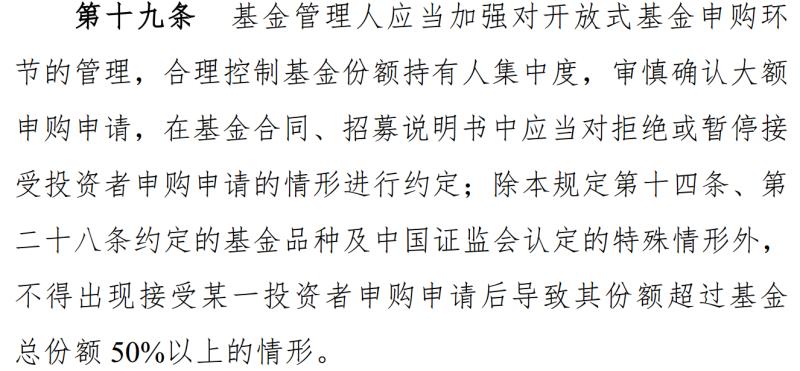 第十九条 基金管理人应当加强对开放式基金申购环
节的管理，合理控制基金份额持有人集中度，审慎确认大额
申购申请，在基金合同、招募说明书中应当对拒绝或暂停接
受投资者申购申请的情形进行约定；除本规定第十四条、第
二十八条约定的基金品种及中国证监会认定的特殊情形外，
不得出现接受某一投资者申购申请后导致其份额超过基金
总份额 50%以上的情形。